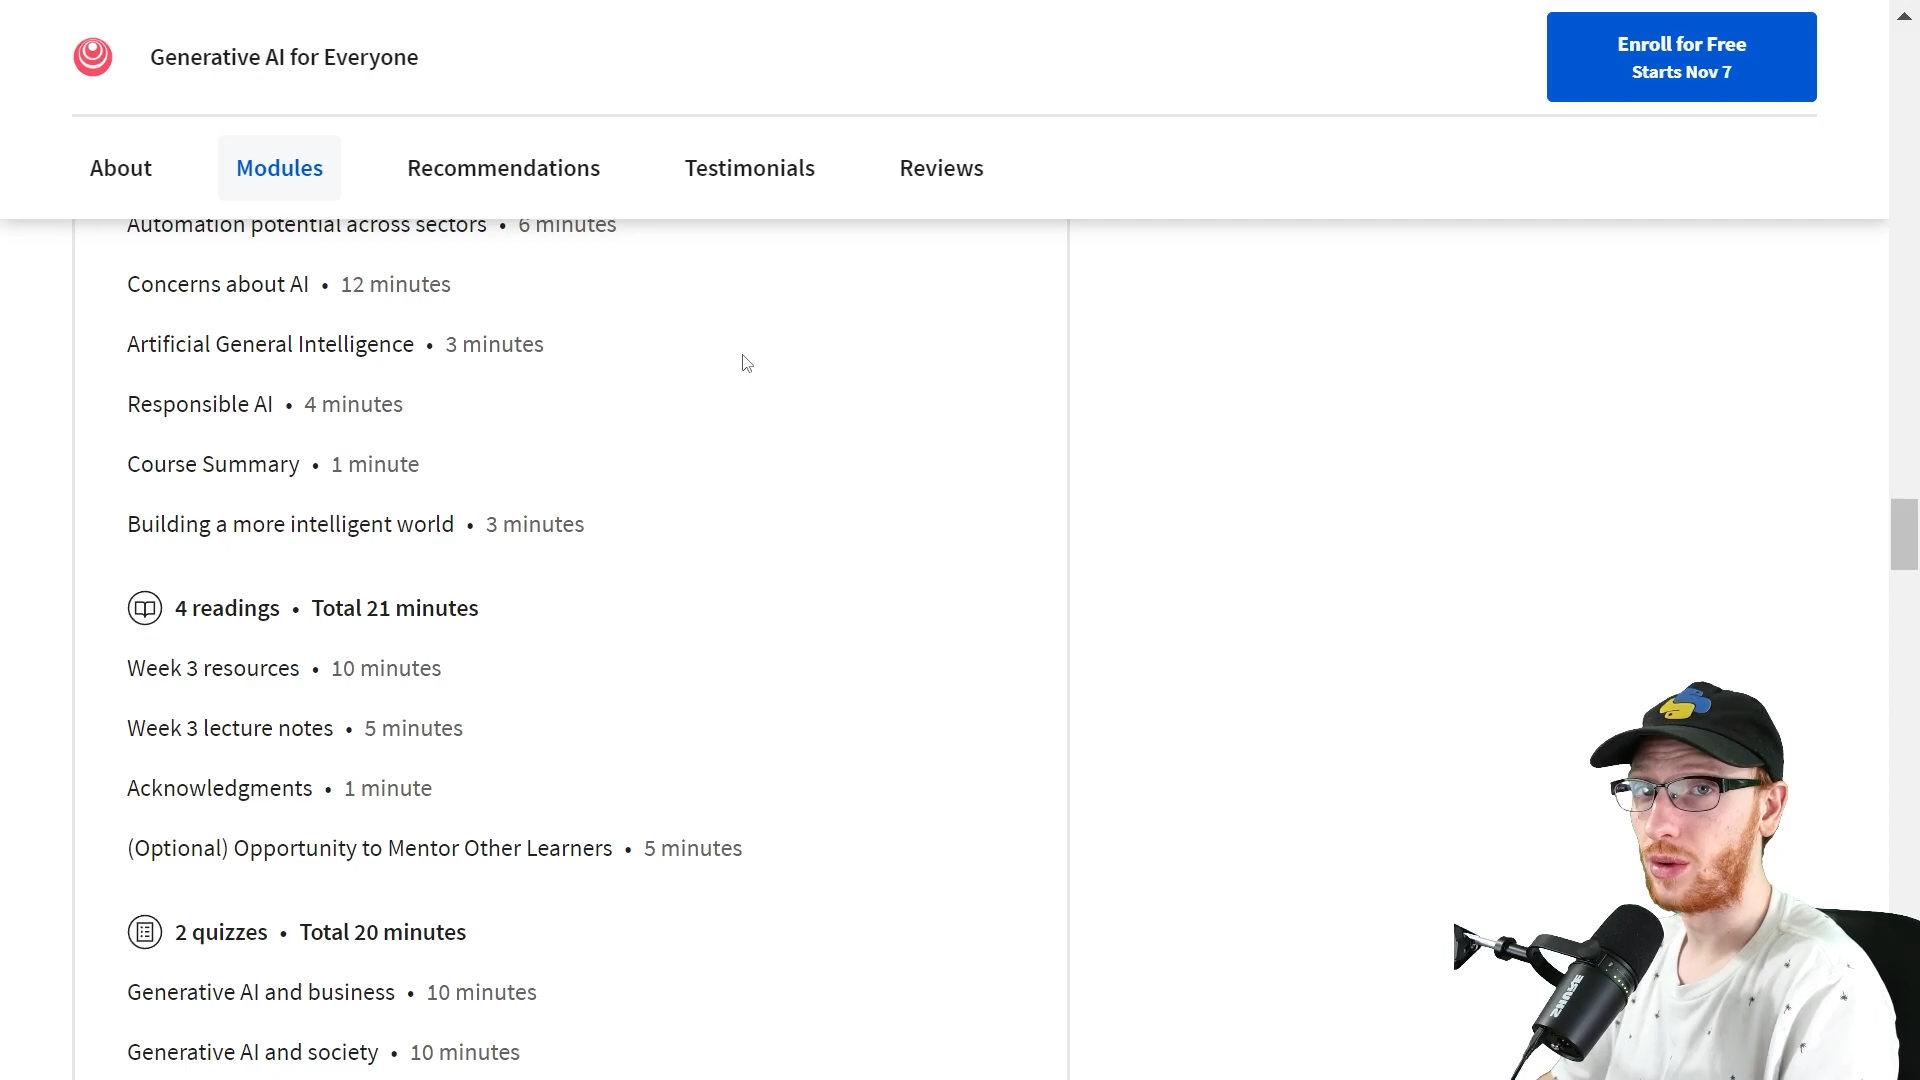 Generative AI for Everyone
Enroll for Free
Starts Nov 7
About
Modules
Recommendations
Testimonials
Reviews
Automation potential across sectors • 6 minutes
Concerns about AI • 12 minutes
Artificial General Intelligence • 3 minutes
Responsible AI • 4 minutes
Course Summary • 1 minute
Building a more intelligent world • 3 minutes
4 readings • Total 21 minutes
Week 3 resources • 10 minutes
Week 3 lecture notes • 5 minutes
Acknowledgments • 1 minute
(Optional) Opportunity to Mentor Other Learners • 5 minutes
2 quizzes • Total 20 minutes
Generative AI and business • 10 minutes
Generative AI and society • 10 minutes
SHURE